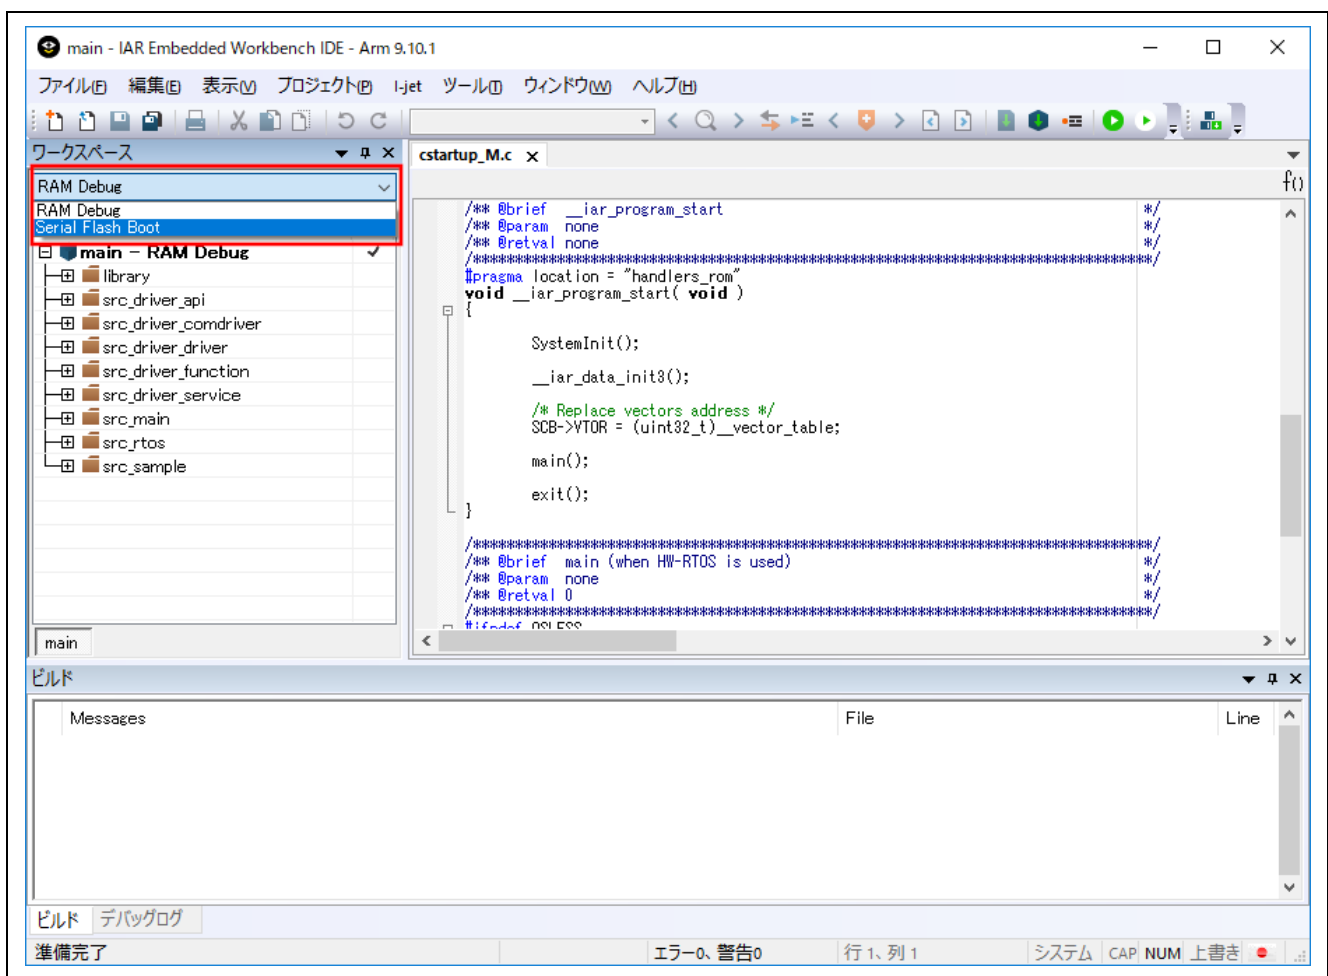 main - IAR Embedded Workbench IDE - Arm 9.10.1
ファイル(F) 編集(E) 表示(V) プロジェクト(P) I-jet ツール(T) ウィンドウ(W) ヘルプ(H)
ワークスペース
cstartup_M.c
RAM Debug
f()
RAM Debug
Serial Flash Boot
main - RAM Debug
library
src_driver_api
src_driver_comdriver
src_driver_driver
src_driver_function
src_driver_service
src_main
src_rtos
src_sample
main
/** @brief __iar_program_start */
/** @param none */
/** @retval none */
/****************************************************************************************************/
#pragma location = "handlers_rom"
void __iar_program_start( void )
{
SystemInit();
__iar_data_init3();
/* Replace vectors address */
SCB->VTOR = (uint32_t)__vector_table;
main();
exit();
}
/****************************************************************************************************/
/** @brief main (when HW-RTOS is used) */
/** @param none */
/** @retval 0 */
/****************************************************************************************************/
#ifndef OSLESS
ビルド
Messages File Line
ビルド デバッグログ
準備完了 エラー0、警告0 行 1、列 1 システム CAP NUM 上書き